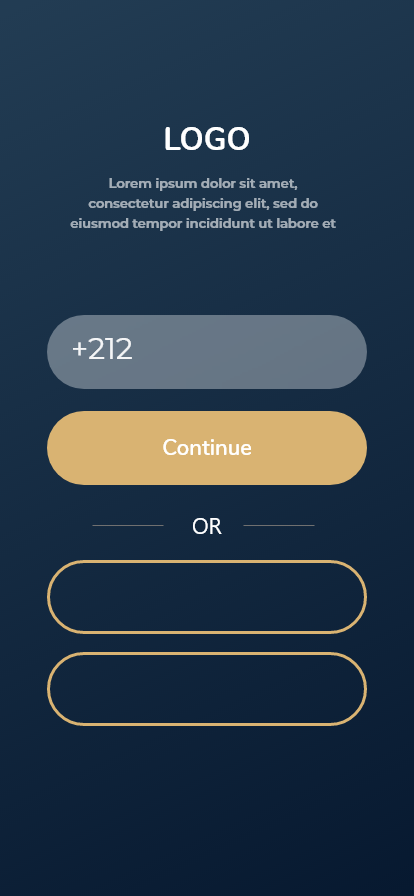 LOGO
Lorem ipsum dolor sit amet,
consectetur adipiscing elit, sed do
eiusmod tempor incididunt ut labore et
+212
Continue
OR